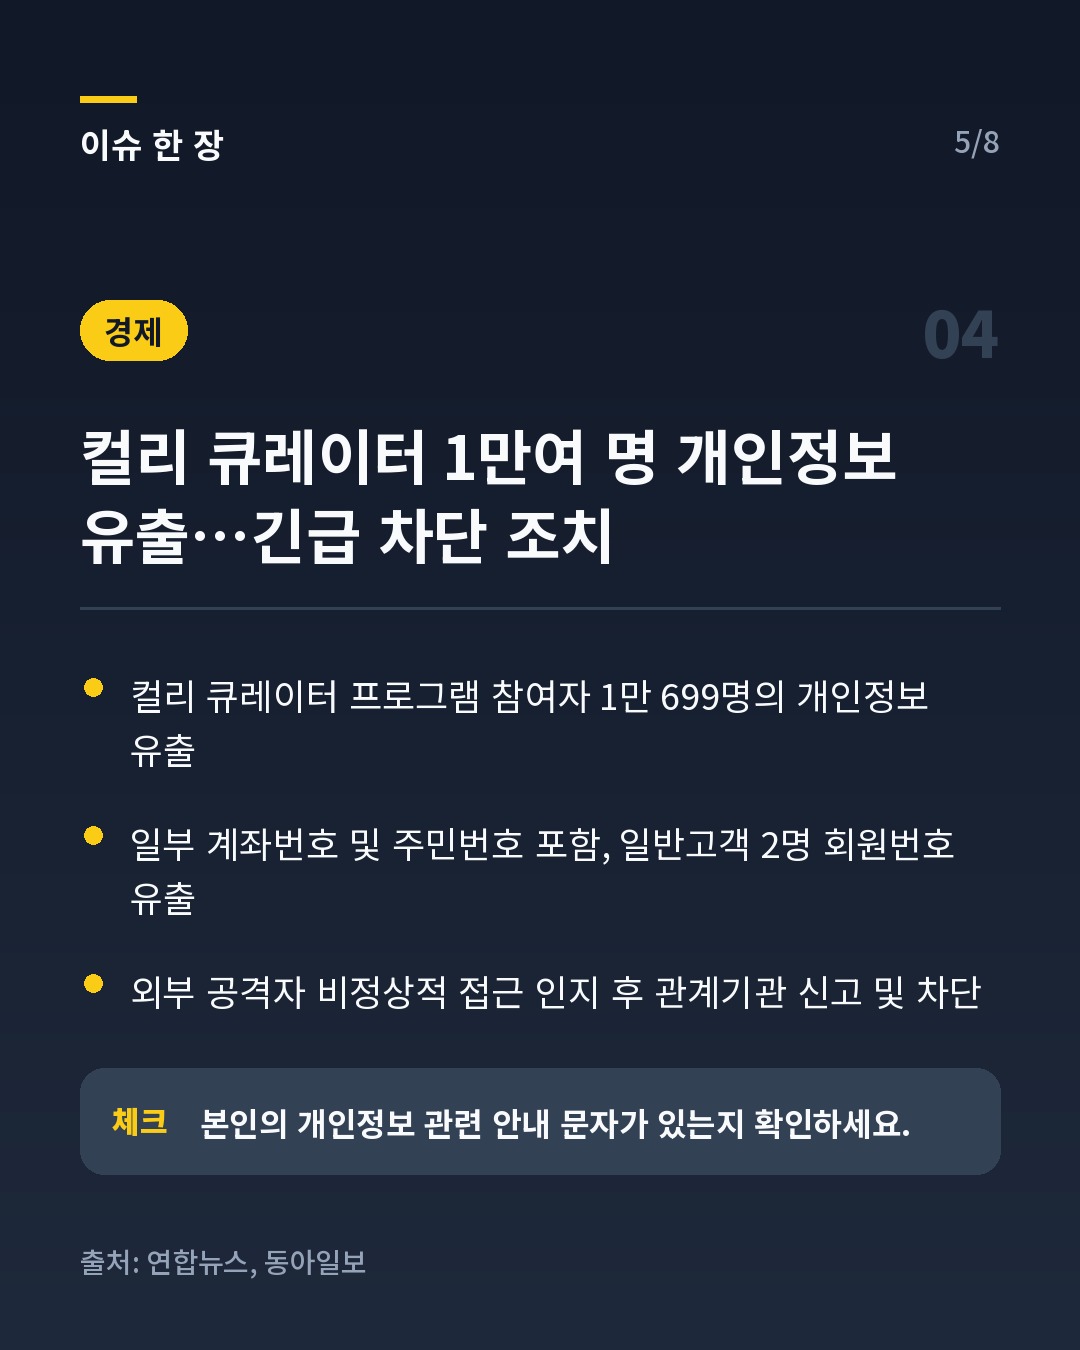 이슈 한 장
5/8
경제
04
컬리 큐레이터 1만여 명 개인정보
유출…긴급 차단 조치
컬리 큐레이터 프로그램 참여자 1만 699명의 개인정보
유출
일부 계좌번호 및 주민번호 포함, 일반고객 2명 회원번호
유출
외부 공격자 비정상적 접근 인지 후 관계기관 신고 및 차단
체크 본인의 개인정보 관련 안내 문자가 있는지 확인하세요.
출처: 연합뉴스, 동아일보